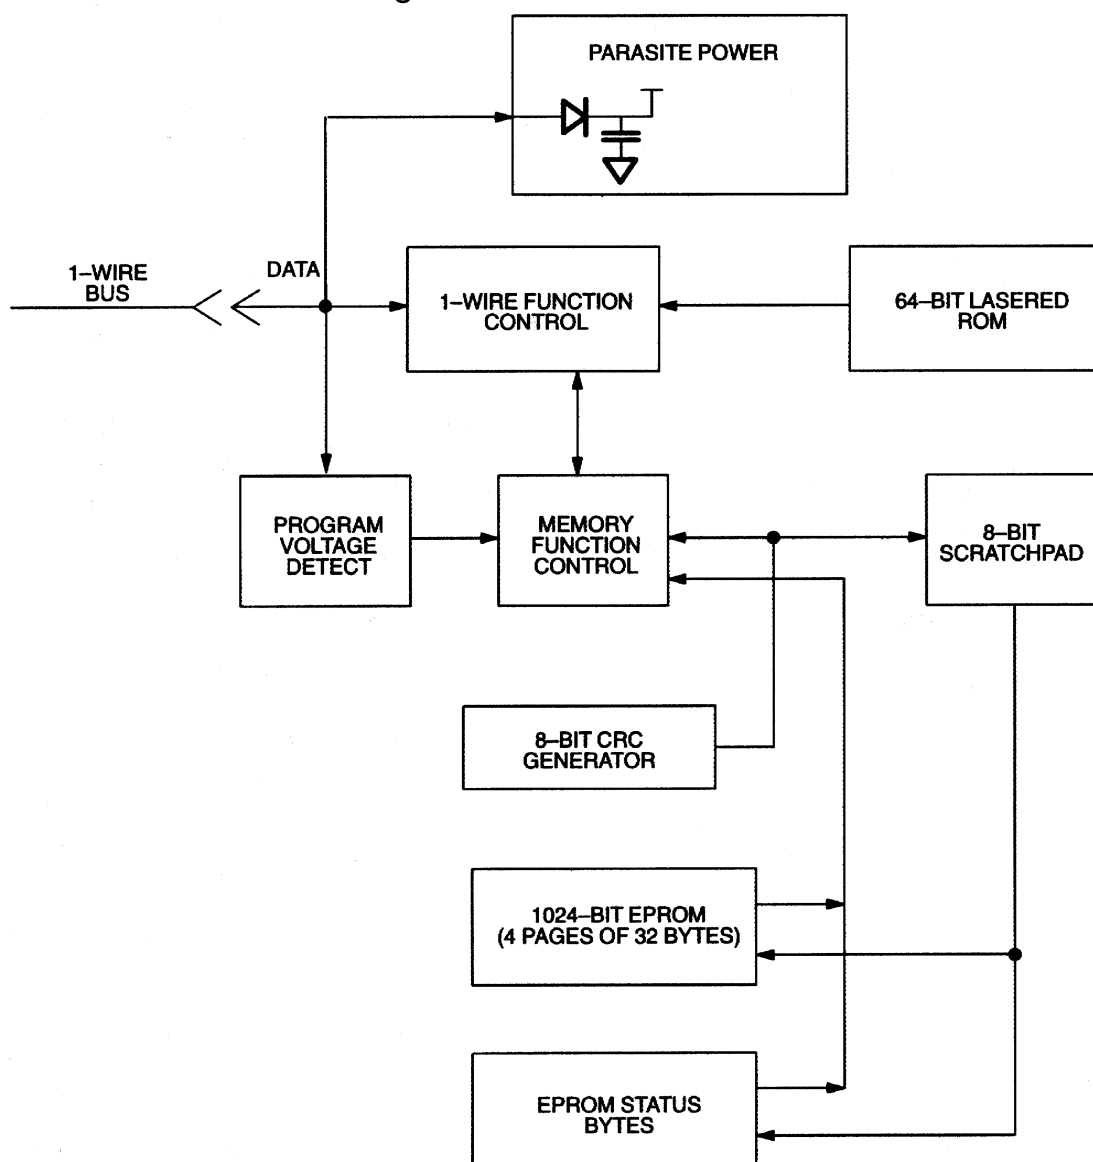 PARASITE POWER
1–WIRE
BUS
DATA
1–WIRE FUNCTION
CONTROL
64–BIT LASERED
ROM
PROGRAM
VOLTAGE
DETECT
MEMORY
FUNCTION
CONTROL
8–BIT
SCRATCHPAD
8–BIT CRC
GENERATOR
1024–BIT EPROM
(4 PAGES OF 32 BYTES)
EPROM STATUS
BYTES